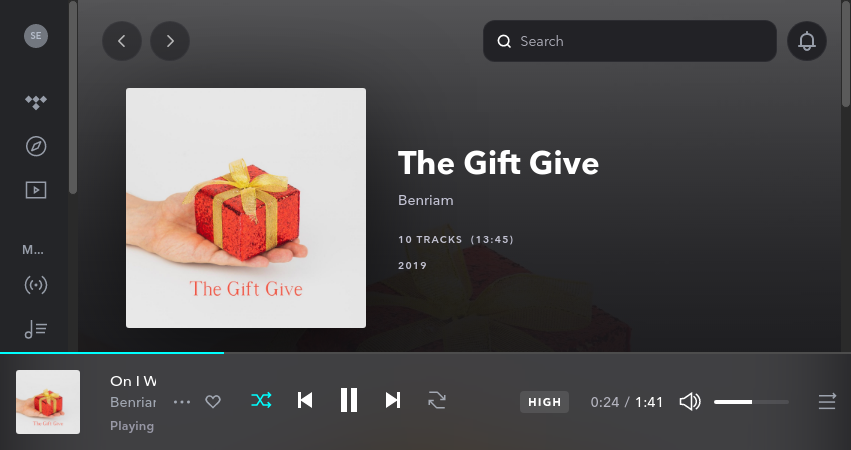 SE
Search
The Gift Give
Benriam
10 TRACKS (13:45)
2019
The Gift Give
M...
The Gift Give
On I W
Benriar
Playing
HIGH
0:24 / 1:41